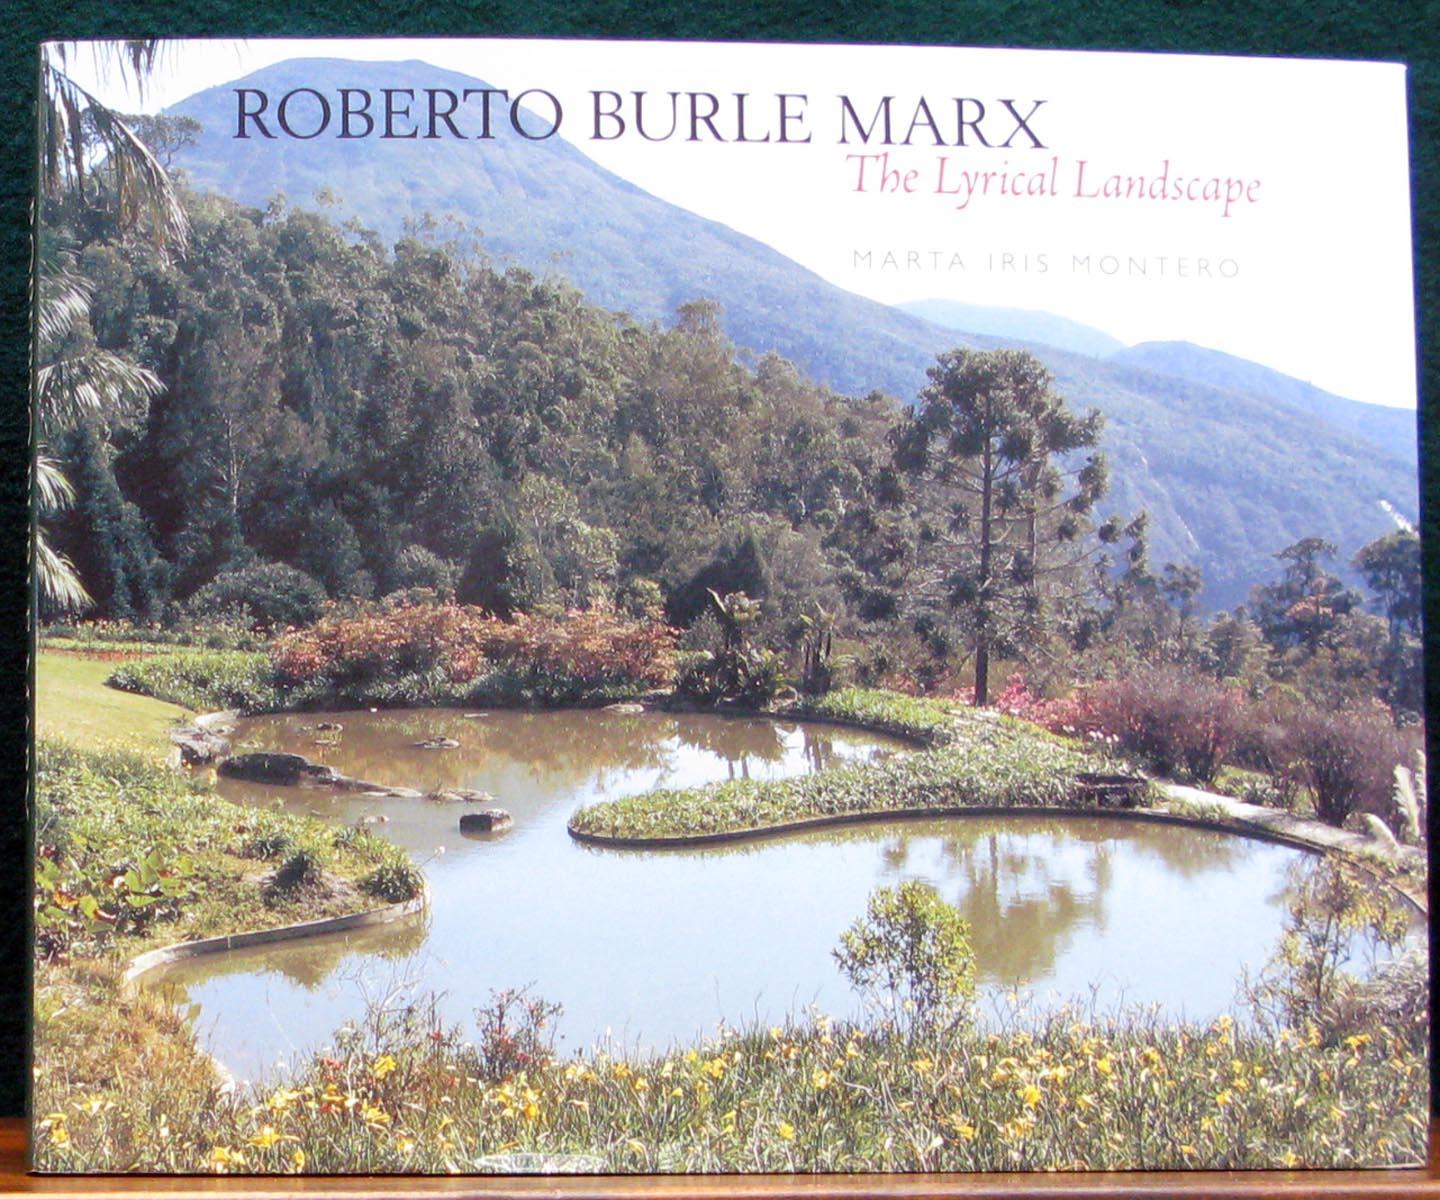 ROBERTO BURLE MARX
The Lyrical Landscape
MARTA IRIS MONTERO